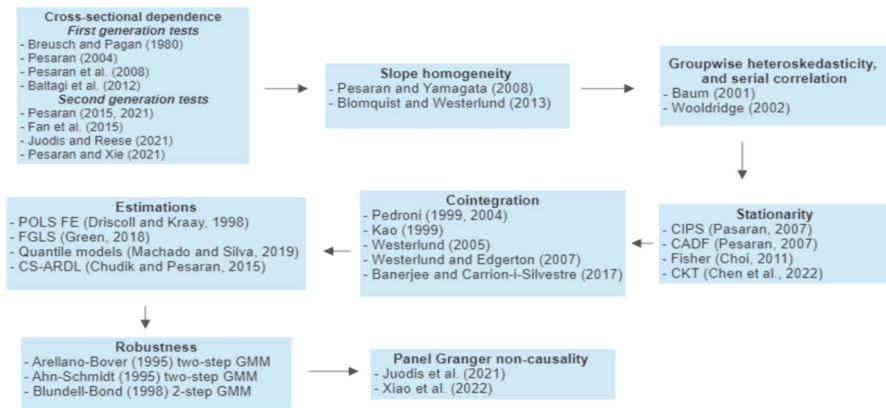 Cross-sectional dependence
First generation tests
- Breusch and Pagan (1980)
- Pesaran (2004)
- Pesaran et al. (2008)
- Baltagi et al. (2012)
Second generation tests
- Pesaran (2015, 2021)
- Fan et al. (2015)
- Juodis and Reese (2021)
- Pesaran and Xie (2021)
Slope homogeneity
- Pesaran and Yamagata (2008)
- Blomquist and Westerlund (2013)
Groupwise heteroskedasticity,
and serial correlation
- Baum (2001)
- Wooldridge (2002)
Stationarity
- CIPS (Pasaran, 2007)
- CADF (Pesaran, 2007)
- Fisher (Choi, 2011)
- CKT (Chen et al., 2022)
Cointegration
- Pedroni (1999, 2004)
- Kao (1999)
- Westerlund (2005)
- Westerlund and Edgerton (2007)
- Banerjee and Carrion-i-Silvestre (2017)
Estimations
- POLS FE (Driscoll and Kraay, 1998)
- FGLS (Green, 2018)
- Quantile models (Machado and Silva, 2019)
- CS-ARDL (Chudik and Pesaran, 2015)
Robustness
- Arellano-Bover (1995) two-step GMM
- Ahn-Schmidt (1995) two-step GMM
- Blundell-Bond (1998) 2-step GMM
Panel Granger non-causality
- Juodis et al. (2021)
- Xiao et al. (2022)